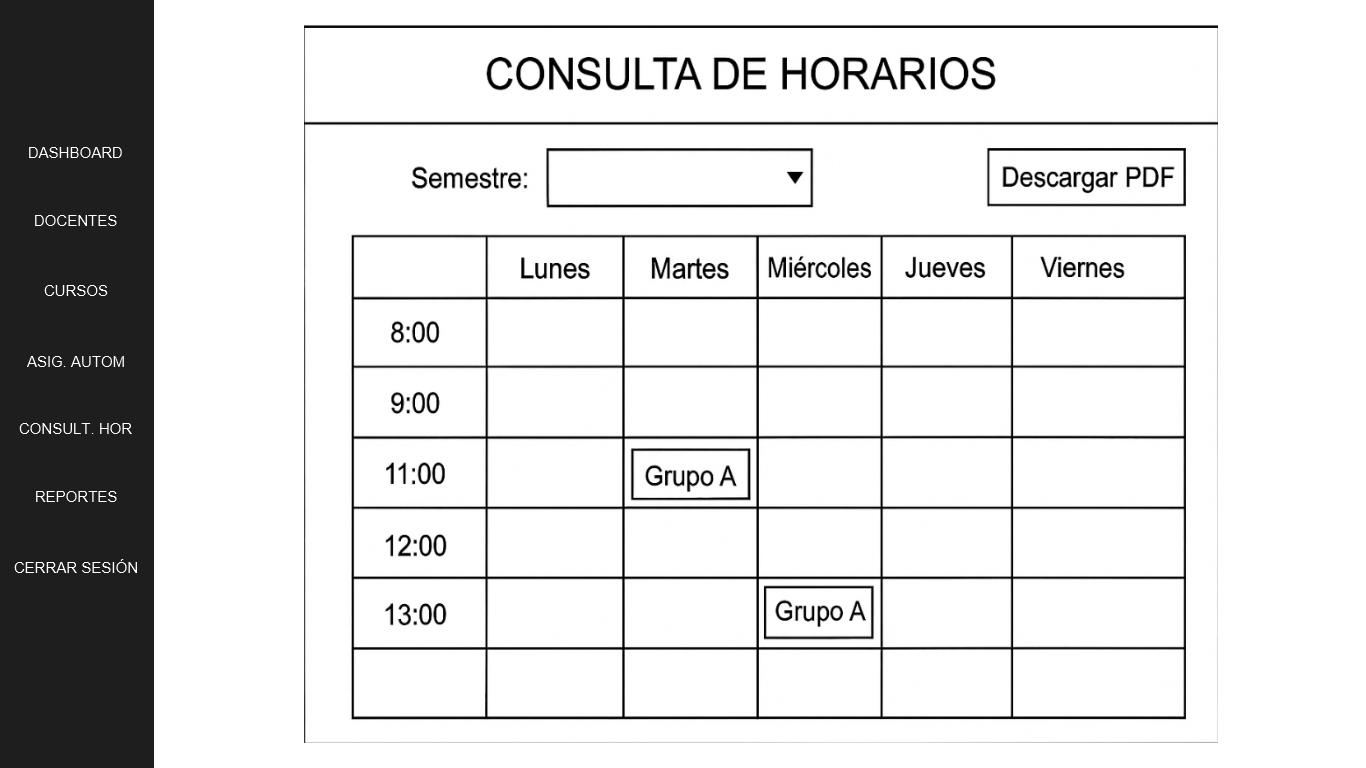 DASHBOARD
DOCENTES
CURSOS
ASIG. AUTOM
CONSULT. HOR
REPORTES
CERRAR SESIÓN
CONSULTA DE HORARIOS
Semestre:
Descargar PDF
Lunes Martes Miércoles Jueves Viernes
8:00
9:00
11:00 Grupo A
12:00
13:00 Grupo A